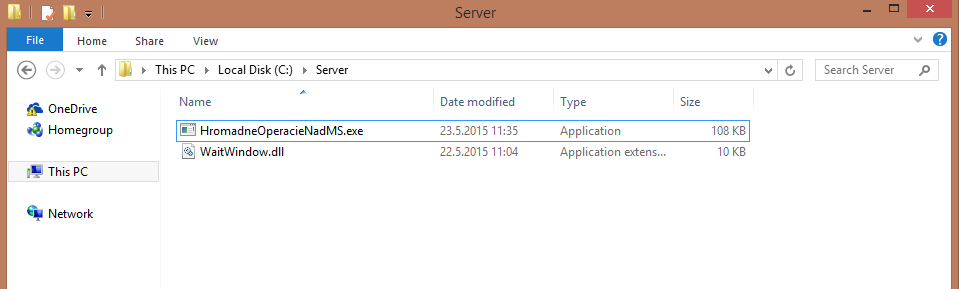 Server
File Home Share View
This PC Local Disk (C:) Server Search Server
Name Date modified Type Size
OneDrive
HromadneOperacieNadMS.exe 23.5.2015 11:35 Application 108 KB
Homegroup
WaitWindow.dll 22.5.2015 11:04 Application extens... 10 KB
This PC
Network